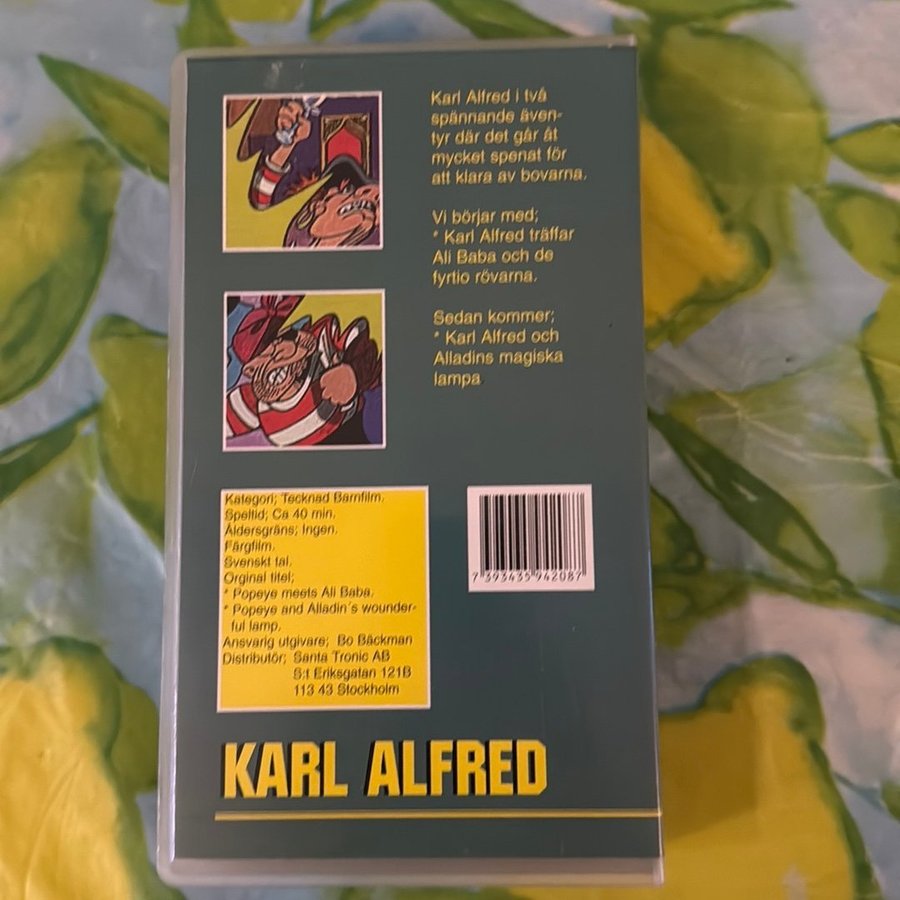 Karl Alfred i två
spännande även-
tyr där det går åt
mycket spenat för
att klara av bovarna.
Vi börjar med;
* Karl Alfred träffar
Ali Baba och de
fyrtio rövarna.
Sedan kommer;
* Karl Alfred och
Alladins magiska
lampa
Kategori; Tecknad Barnfilm.
Speltid; Ca 40 min.
Åldersgräns; Ingen.
Färgfilm.
Svenskt tal.
Orginal titel;
* Popeye meets Ali Baba.
* Popeye and Alladin´s wounder-
ful lamp.
Ansvarig utgivare; Bo Bäckman
Distributör; Santa Tronic AB
S:t Eriksgatan 121B
113 43 Stockholm
7 393435 942087
KARL ALFRED